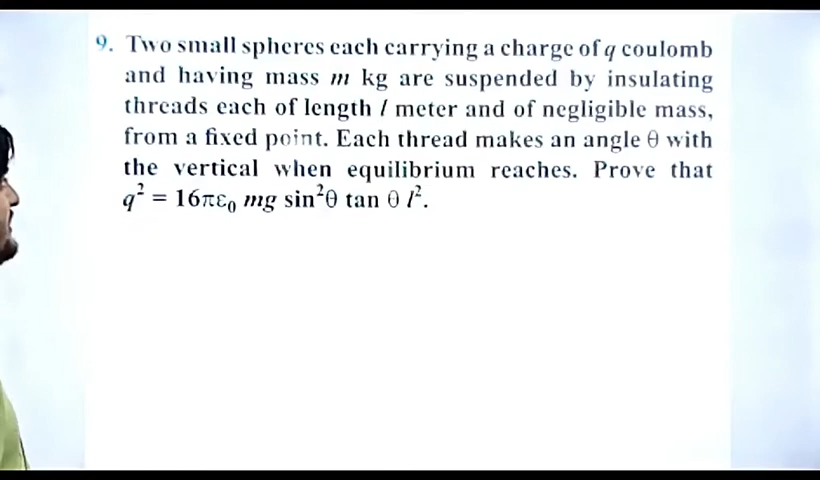 9. Two small spheres each carrying a charge of q coulomb
and having mass m kg are suspended by insulating
threads each of length l meter and of negligible mass,
from a fixed point. Each thread makes an angle θ with
the vertical when equilibrium reaches. Prove that
q² = 16πε₀ mg sin²θ tan θ l².